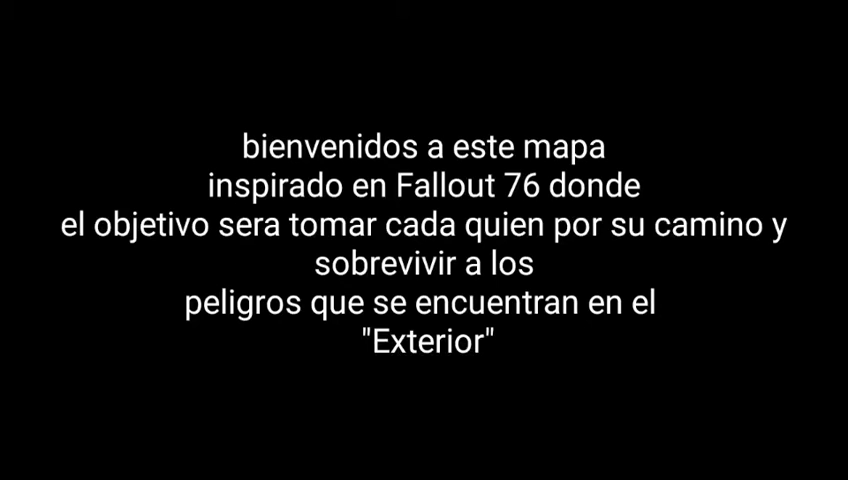 bienvenidos a este mapa
inspirado en Fallout 76 donde
el objetivo sera tomar cada quien por su camino y
sobrevivir a los
peligros que se encuentran en el
"Exterior"